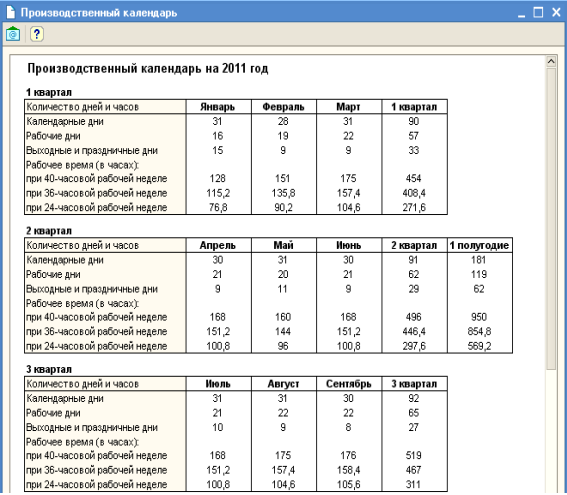 Производственный календарь
Производственный календарь на 2011 год
1 квартал
Количество дней и часов Январь Февраль Март 1 квартал
Календарные дни 31 28 31 90
Рабочие дни 16 19 22 57
Выходные и праздничные дни 15 9 9 33
Рабочее время (в часах):
при 40-часовой рабочей неделе 128 151 175 454
при 36-часовой рабочей неделе 115,2 135,8 157,4 408,4
при 24-часовой рабочей неделе 76,8 90,2 104,6 271,6
2 квартал
Количество дней и часов Апрель Май Июнь 2 квартал 1 полугодие
Календарные дни 30 31 30 91 181
Рабочие дни 21 20 21 62 119
Выходные и праздничные дни 9 11 9 29 62
Рабочее время (в часах):
при 40-часовой рабочей неделе 168 160 168 496 950
при 36-часовой рабочей неделе 151,2 144 151,2 446,4 854,8
при 24-часовой рабочей неделе 100,8 96 100,8 297,6 569,2
3 квартал
Количество дней и часов Июль Август Сентябрь 3 квартал
Календарные дни 31 31 30 92
Рабочие дни 21 22 22 65
Выходные и праздничные дни 10 9 8 27
Рабочее время (в часах):
при 40-часовой рабочей неделе 168 175 176 519
при 36-часовой рабочей неделе 151,2 157,4 158,4 467
при 24-часовой рабочей неделе 100,8 104,6 105,6 311